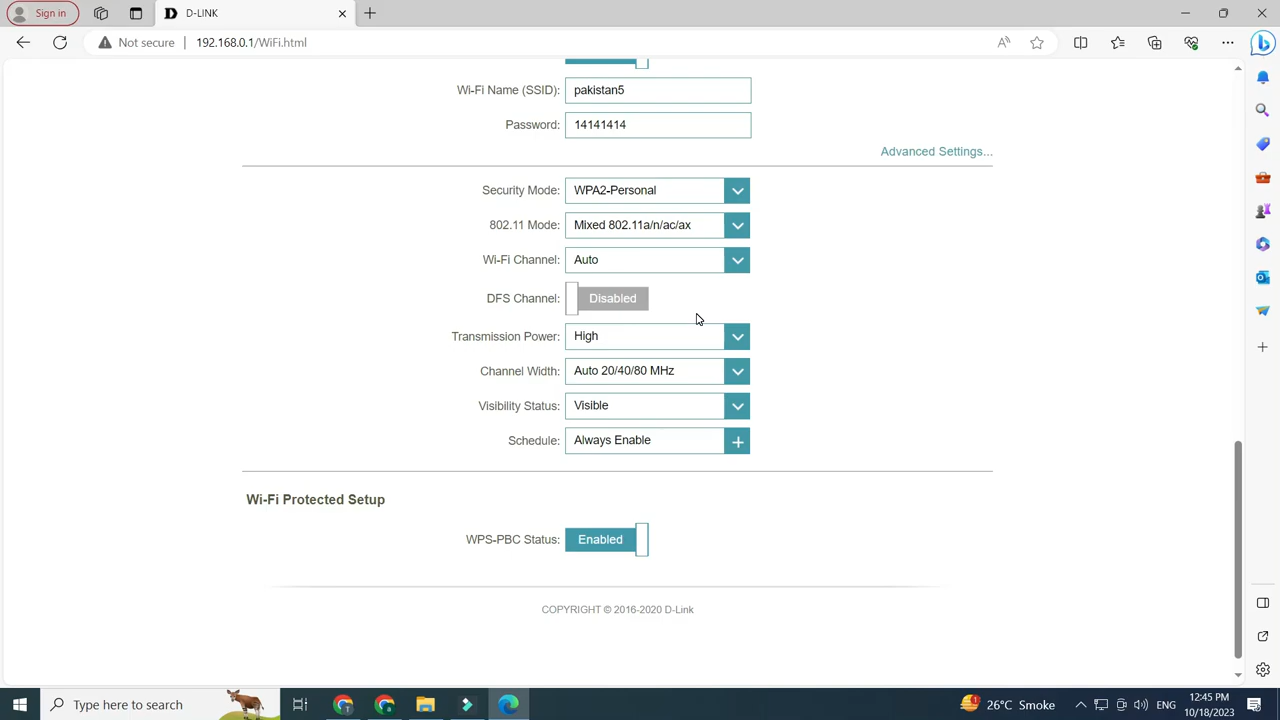 Sign in
D-LINK
Not secure
192.168.0.1/WiFi.html
Wi-Fi Name (SSID): pakistan5
Password: 14141414
Advanced Settings...
Security Mode: WPA2-Personal
802.11 Mode: Mixed 802.11a/n/ac/ax
Wi-Fi Channel: Auto
DFS Channel: Disabled
Transmission Power: High
Channel Width: Auto 20/40/80 MHz
Visibility Status: Visible
Schedule: Always Enable
Wi-Fi Protected Setup
WPS-PBC Status: Enabled
COPYRIGHT © 2016-2020 D-Link
Type here to search
26°C Smoke
ENG
12:45 PM
10/18/2023